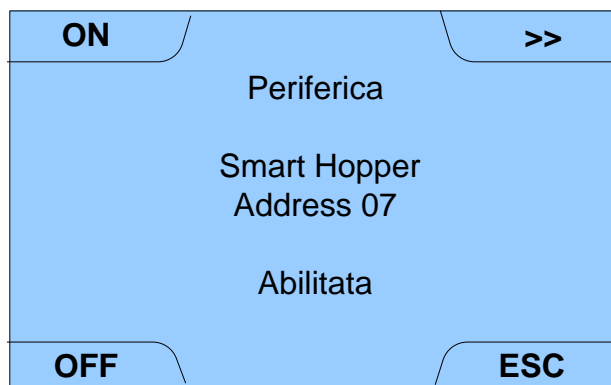 ON
>>
Periferica
Smart Hopper
Address 07
Abilitata
OFF
ESC